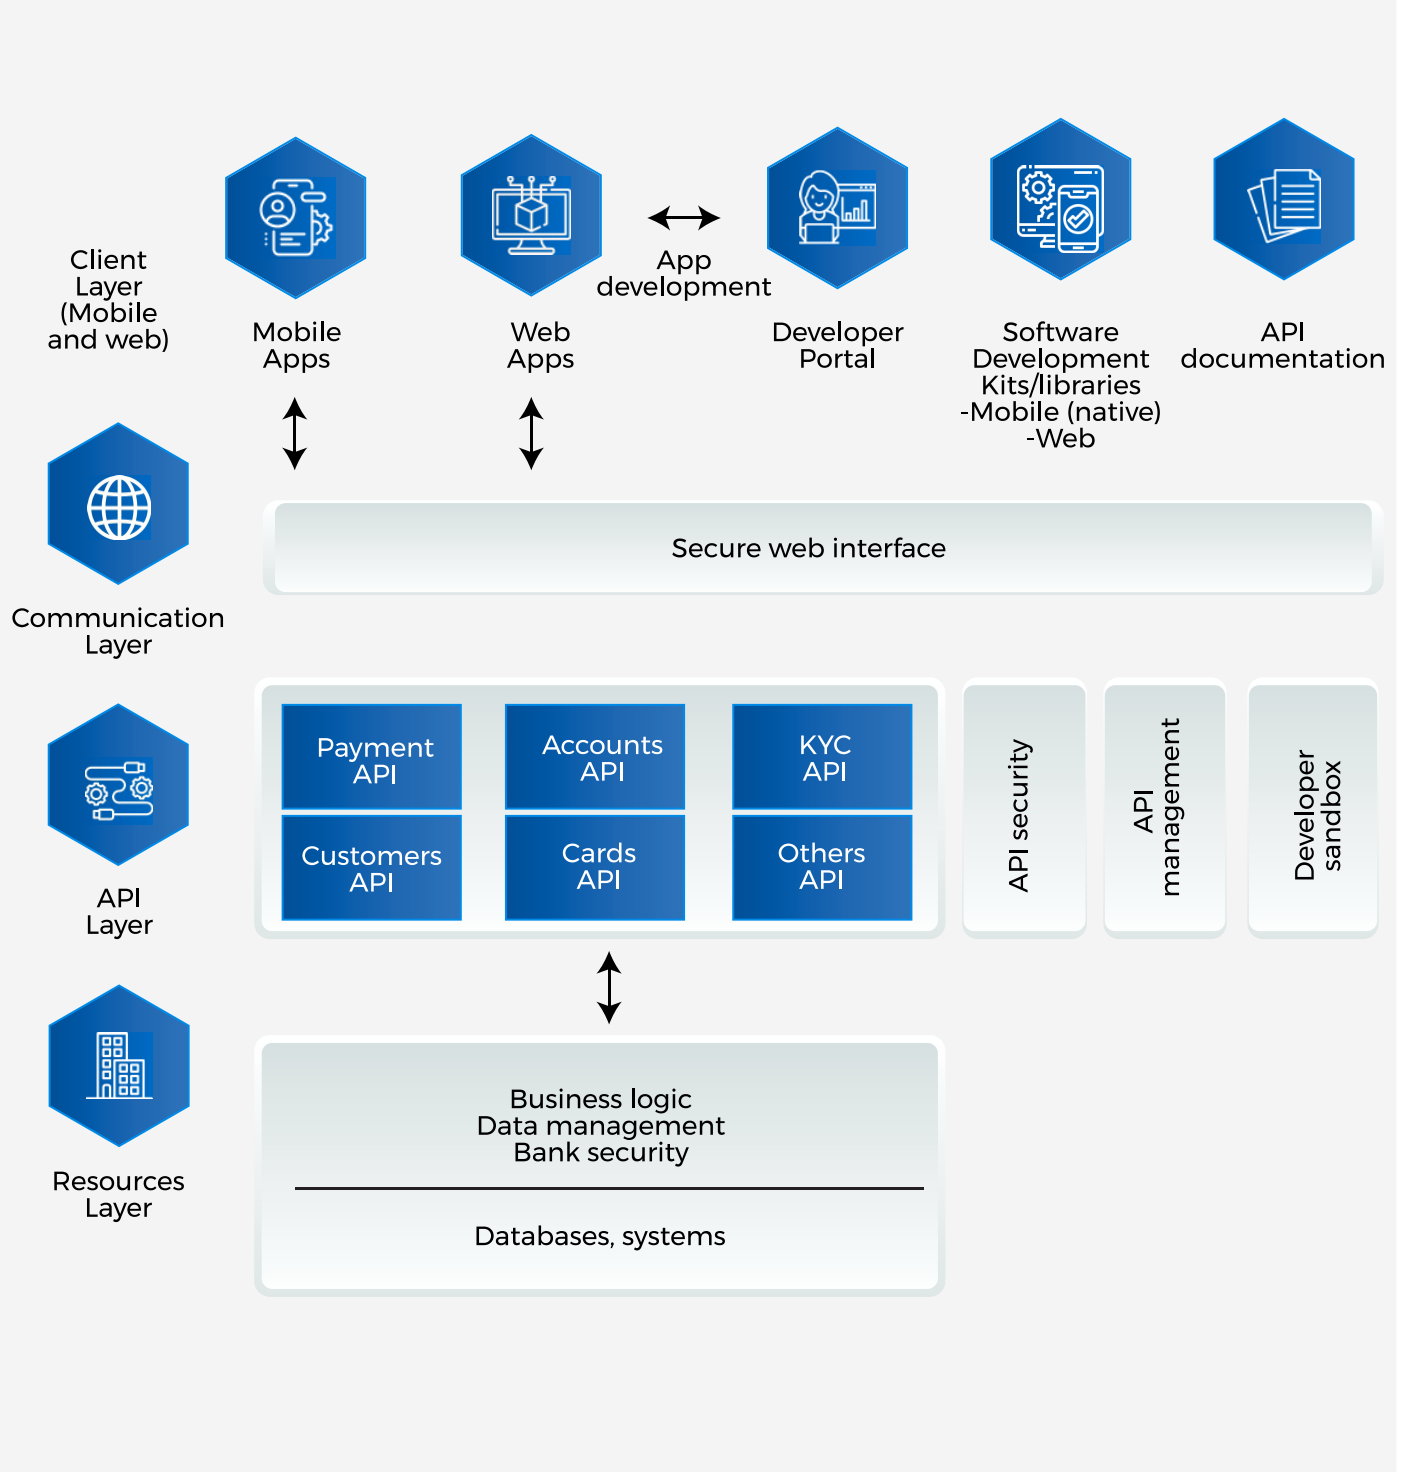 Client
Layer
(Mobile
and web)
Mobile
Apps
Web
Apps
App
development
Developer
Portal
Software
Development
Kits/libraries
-Mobile (native)
-Web
API
documentation
Communication
Layer
Secure web interface
API
Layer
Payment
API
Accounts
API
KYC
API
Customers
API
Cards
API
Others
API
API security
API
management
Developer
sandbox
Resources
Layer
Business logic
Data management
Bank security
Databases, systems